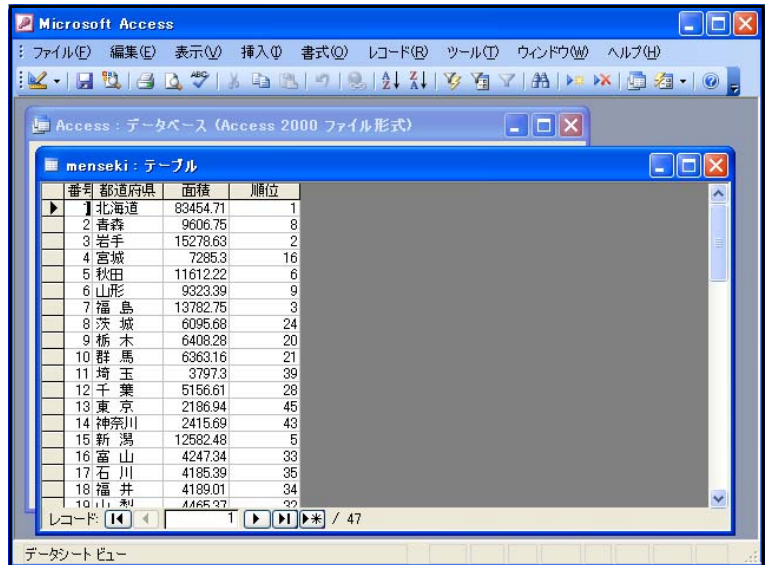 Microsoft Access
ファイル(F) 編集(E) 表示(V) 挿入(I) 書式(O) レコード(R) ツール(T) ウィンドウ(W) ヘルプ(H)
ABC
Access : データベース (Access 2000 ファイル形式)
menseki : テーブル
番号 都道府県 面積 順位
1 北海道 83454.71 1
2 青森 9606.75 8
3 岩手 15278.63 2
4 宮城 7285.3 16
5 秋田 11612.22 6
6 山形 9323.39 9
7 福 島 13782.75 3
8 茨 城 6095.68 24
9 栃 木 6408.28 20
10 群 馬 6363.16 21
11 埼 玉 3797.3 39
12 千 葉 5156.61 28
13 東 京 2186.94 45
14 神奈川 2415.69 43
15 新 潟 12582.48 5
16 富 山 4247.34 33
17 石 川 4185.39 35
18 福 井 4189.01 34
19 山 梨 4465.37 32
レコード: 1 / 47
データシート ビュー